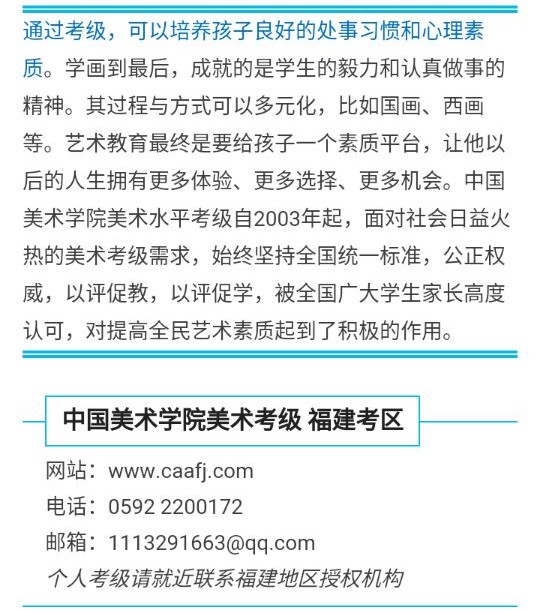 通过考级，可以培养孩子良好的处事习惯和心理素
质。学画到最后，成就的是学生的毅力和认真做事的
精神。其过程与方式可以多元化，比如国画、西画
等。艺术教育最终是要给孩子一个素质平台，让他以
后的人生拥有更多体验、更多选择、更多机会。中国
美术学院美术水平考级自2003年起，面对社会日益火
热的美术考级需求，始终坚持全国统一标准，公正权
威，以评促教，以评促学，被全国广大学生家长高度
认可，对提高全民艺术素质起到了积极的作用。
中国美术学院美术考级 福建考区
网站：www.caafj.com
电话：0592 2200172
邮箱：1113291663@qq.com
个人考级请就近联系福建地区授权机构